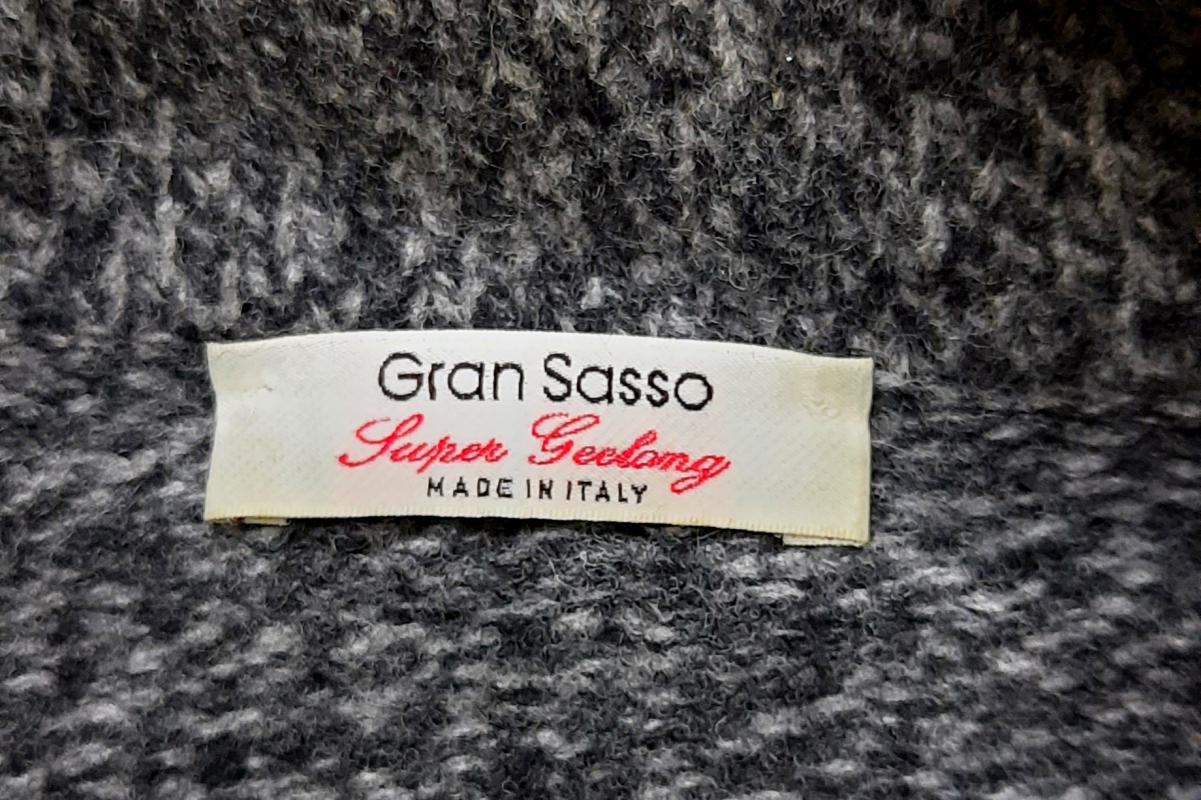 Gran Sasso
Super Geelong
MADE IN ITALY